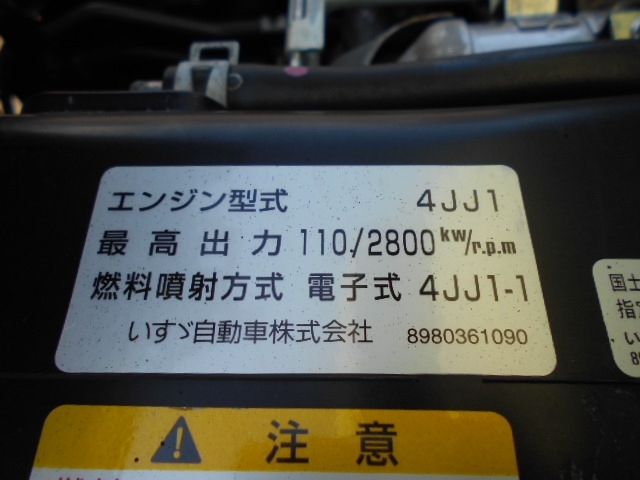 エンジン型式 4JJ1
最高出力 110./2800 kw/r.p.m
燃料噴射方式 電子式 4JJ1-1
いすゞ自動車株式会社 8980361090
国土
指定
い
注意